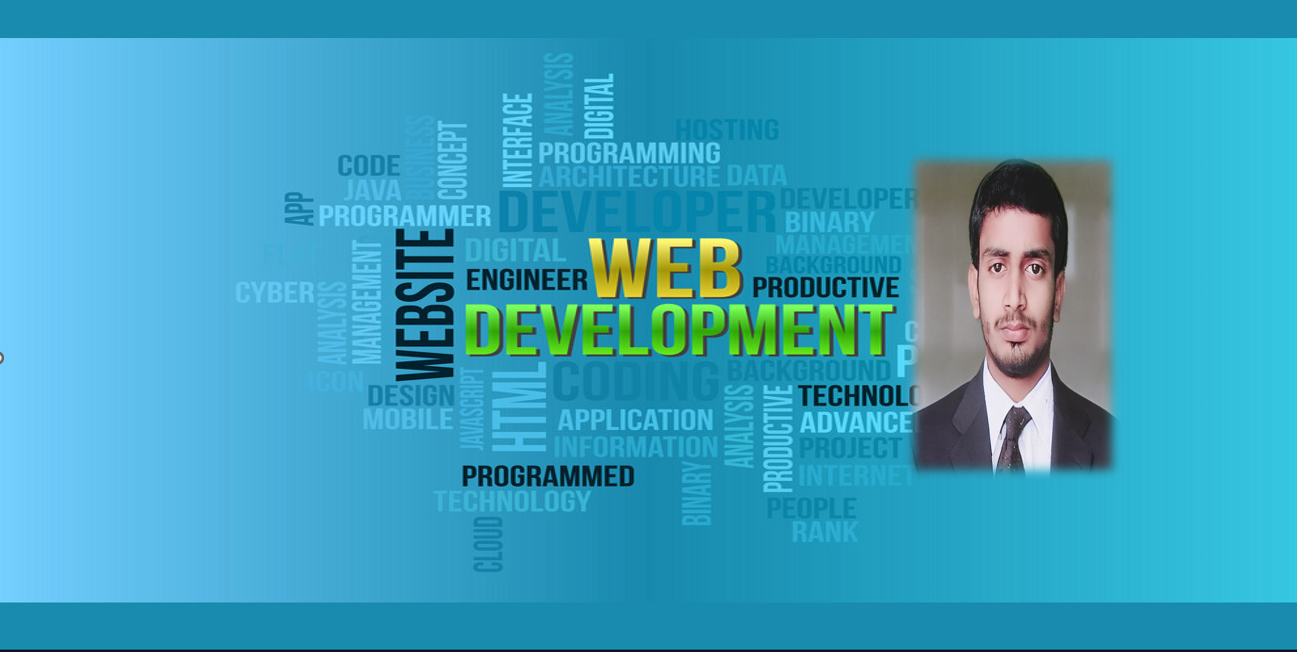 ANALYSIS
DIGITAL
INTERFACE
BUSINESS
CONCEPT
HOSTING
PROGRAMMING
CODE
ARCHITECTURE DATA
JAVA
APP
PROGRAMMER
DEVELOPER
DEVELOPER
BINARY
WEBSITE
DIGITAL
WEB
MANAGEMEN
MANAGEMENT
BACKGROUND
ENGINEER
PRODUCTIVE
CYBER
ANALYSIS
DEVELOPMENT
P
ICON
CODING
BACKGROUND
DESIGN
JAVASCRIPT
HTML
ANALYSIS
PRODUCTIVE
TECHNOLO
MOBILE
APPLICATION
ADVANCE
INFORMATION
PROJECT
PROGRAMMED
BINARY
INTERNET
TECHNOLOGY
PEOPLE
CLOUD
RANK